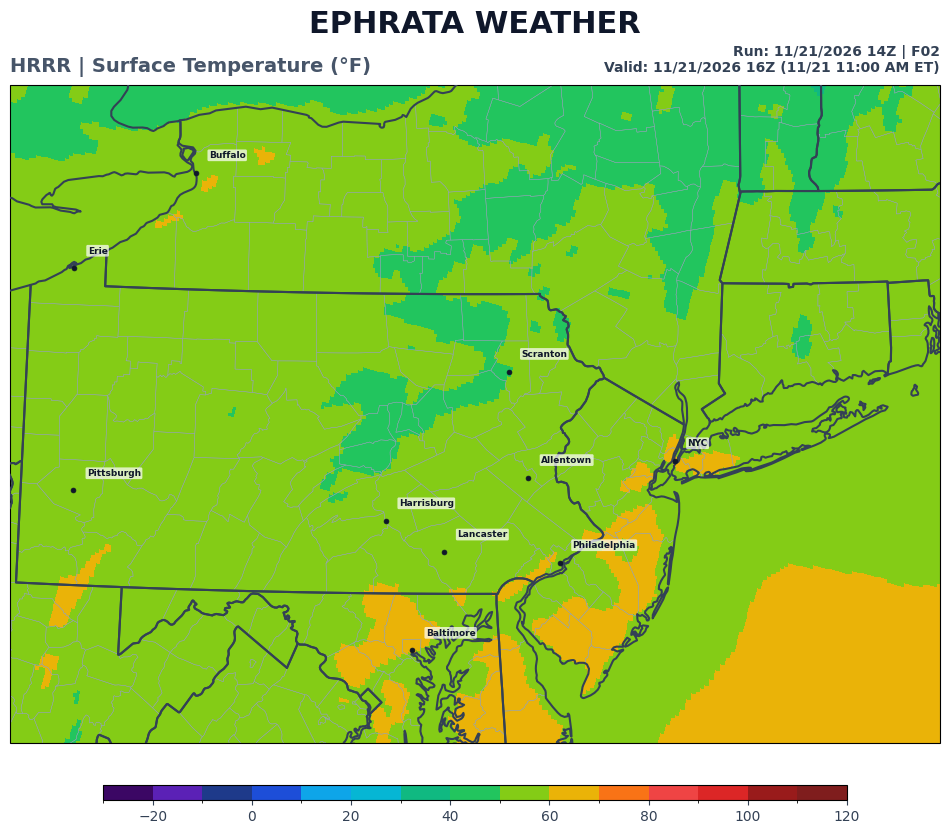 EPHRATA WEATHER
HRRR | Surface Temperature (°F)
Run: 11/21/2026 14Z | F02
Valid: 11/21/2026 16Z (11/21 11:00 AM ET)
Buffalo
Erie
Scranton
NYC
Allentown
Pittsburgh
Harrisburg
Lancaster
Philadelphia
Baltimore
−20 0 20 40 60 80 100 120